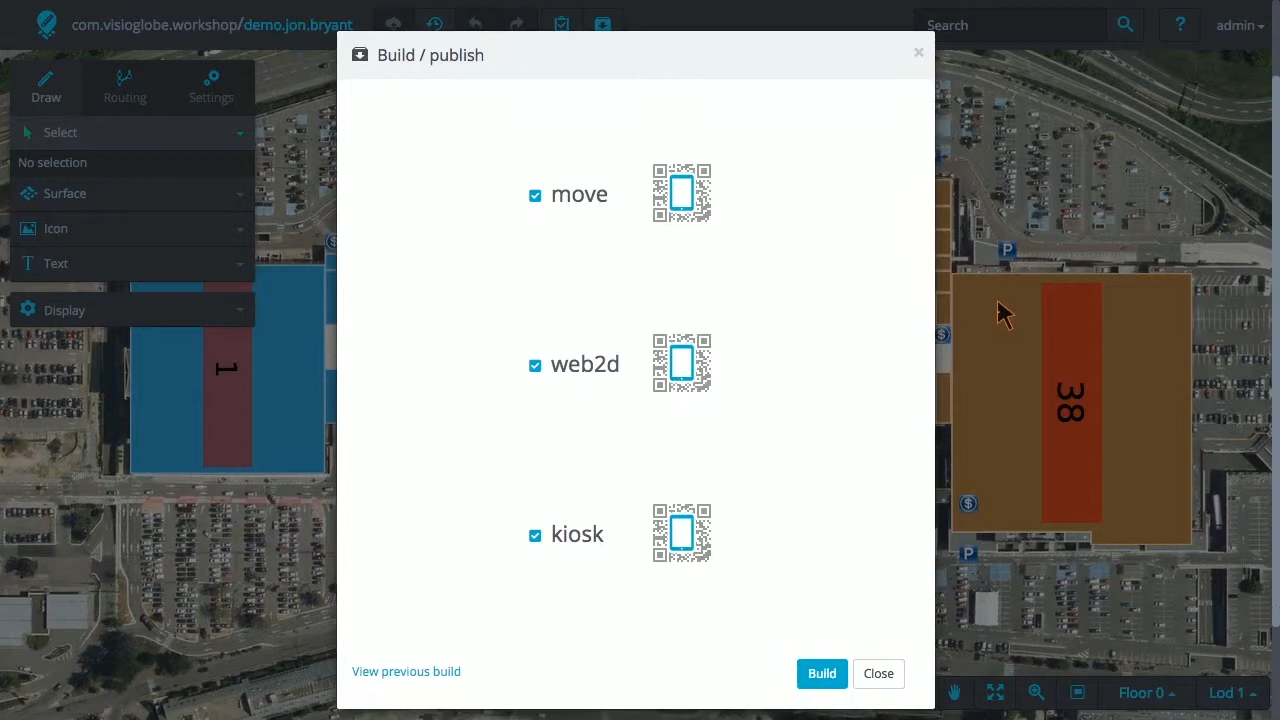 com.visioglobe.workshop/demo.jon.bryant
Search
?
admin
Build / publish
×
Draw
Routing
Settings
Select
No selection
Surface
Icon
T Text
Display
move
web2d
kiosk
View previous build
Build
Close
1
38
P
$
$
$
P
Floor 0
Lod 1